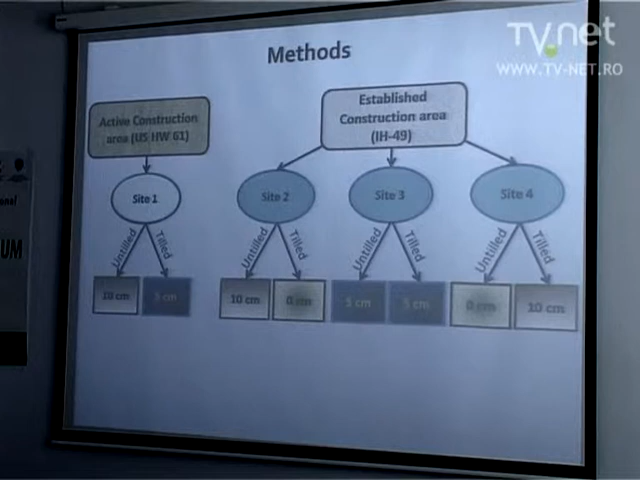 TV.net
WWW.TV-NET.RO
Methods
Active Construction
area (US HW 61)
Established
Construction area
(IH-49)
Site 1
Site 2
Site 3
Site 4
Untilled
Tilled
Untilled
Tilled
Untilled
Tilled
Untilled
Tilled
10 cm
5 cm
10 cm
0 cm
5 cm
5 cm
0 cm
10 cm
UM